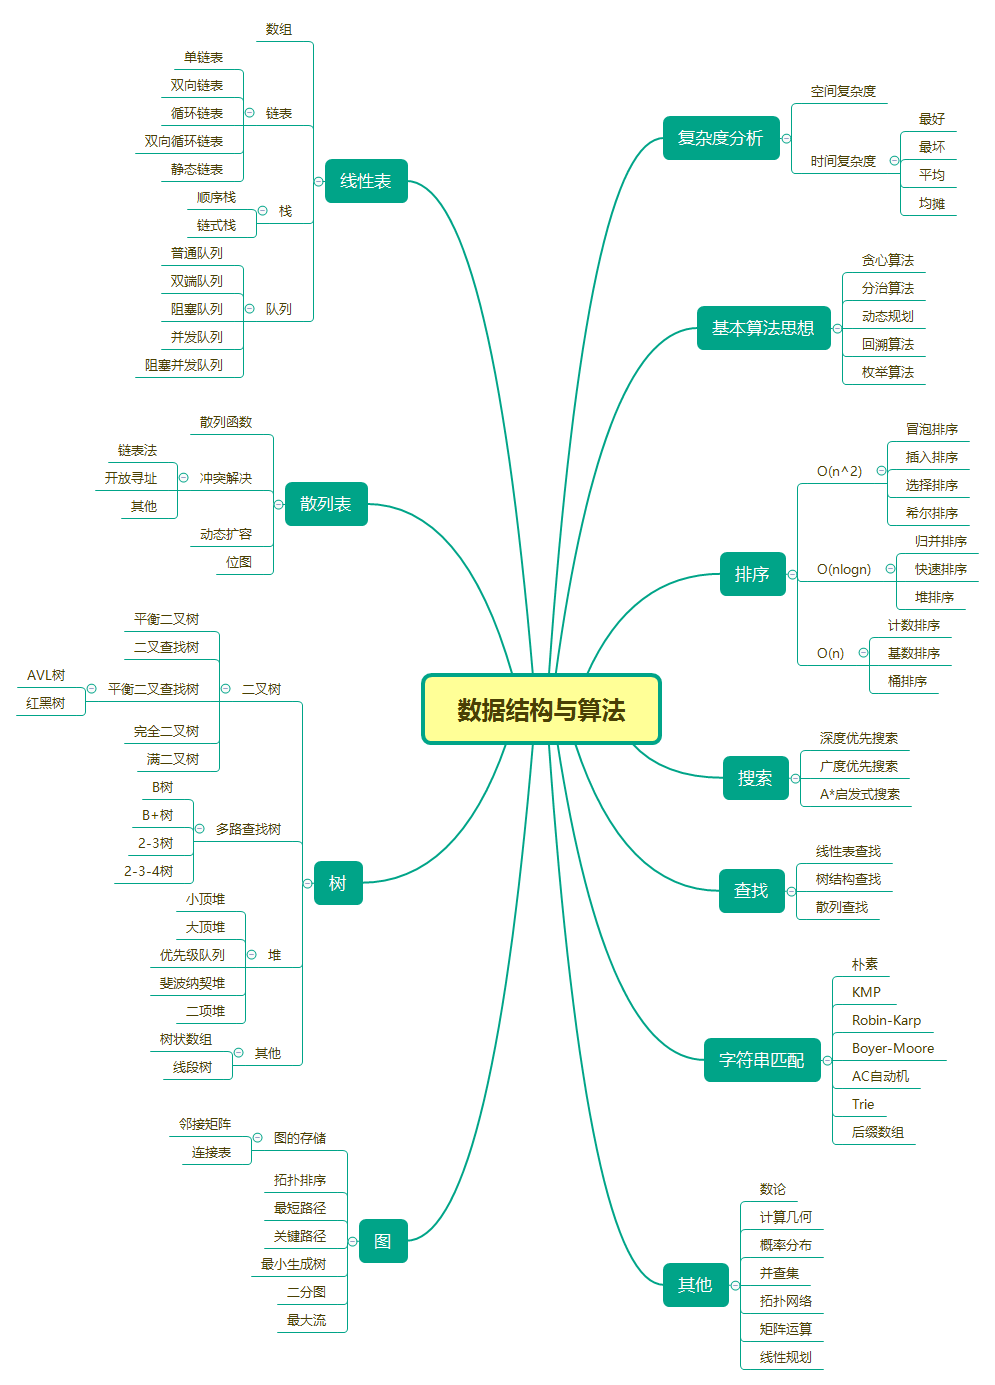 数据结构与算法
线性表
数组
链表
单链表
双向链表
循环链表
双向循环链表
静态链表
栈
顺序栈
链式栈
队列
普通队列
双端队列
阻塞队列
并发队列
阻塞并发队列
散列表
散列函数
冲突解决
链表法
开放寻址
其他
动态扩容
位图
树
二叉树
平衡二叉树
二叉查找树
平衡二叉查找树
AVL树
红黑树
完全二叉树
满二叉树
多路查找树
B树
B+树
2-3树
2-3-4树
堆
小顶堆
大顶堆
优先级队列
斐波纳契堆
二项堆
其他
树状数组
线段树
图
图的存储
邻接矩阵
连接表
拓扑排序
最短路径
关键路径
最小生成树
二分图
最大流
复杂度分析
空间复杂度
时间复杂度
最好
最坏
平均
均摊
基本算法思想
贪心算法
分治算法
动态规划
回溯算法
枚举算法
排序
O(n^2)
冒泡排序
插入排序
选择排序
希尔排序
O(nlogn)
归并排序
快速排序
堆排序
O(n)
计数排序
基数排序
桶排序
搜索
深度优先搜索
广度优先搜索
A*启发式搜索
查找
线性表查找
树结构查找
散列查找
字符串匹配
朴素
KMP
Robin-Karp
Boyer-Moore
AC自动机
Trie
后缀数组
其他
数论
计算几何
概率分布
并查集
拓扑网络
矩阵运算
线性规划